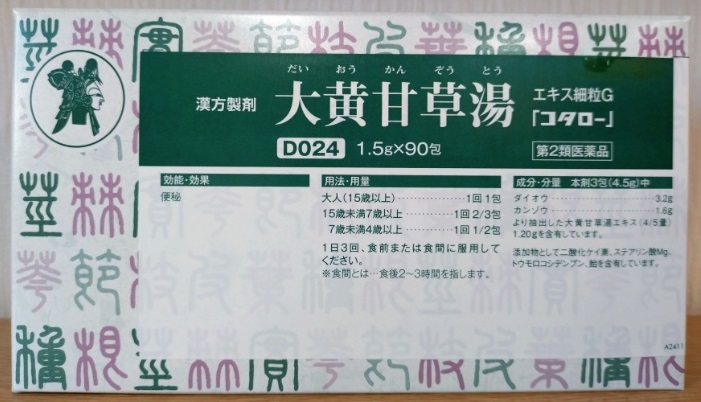 だいおうかんぞうとう
漢方製剤 大黄甘草湯 エキス細粒G
「コタロー」
D024 1.5g×90包 第2類医薬品
効能・効果
便秘
用法・用量
大人(15歳以上)…………1回 1包
15歳未満7歳以上…………1回 2/3包
7歳未満4歳以上…………1回 1/2包
1日3回、食前または食間に服用して
ください。
※食間とは…食後2〜3時間を指します。
成分・分量 本剤3包(4.5g)中
ダイオウ…………3.2g
カンゾウ…………1.6g
より抽出した大黄甘草湯エキス(4/5量)
1.20gを含有しています。
添加物として二酸化ケイ素、ステアリン酸Mg、
トウモロコシデンプン、飴を含有しています。
A2411